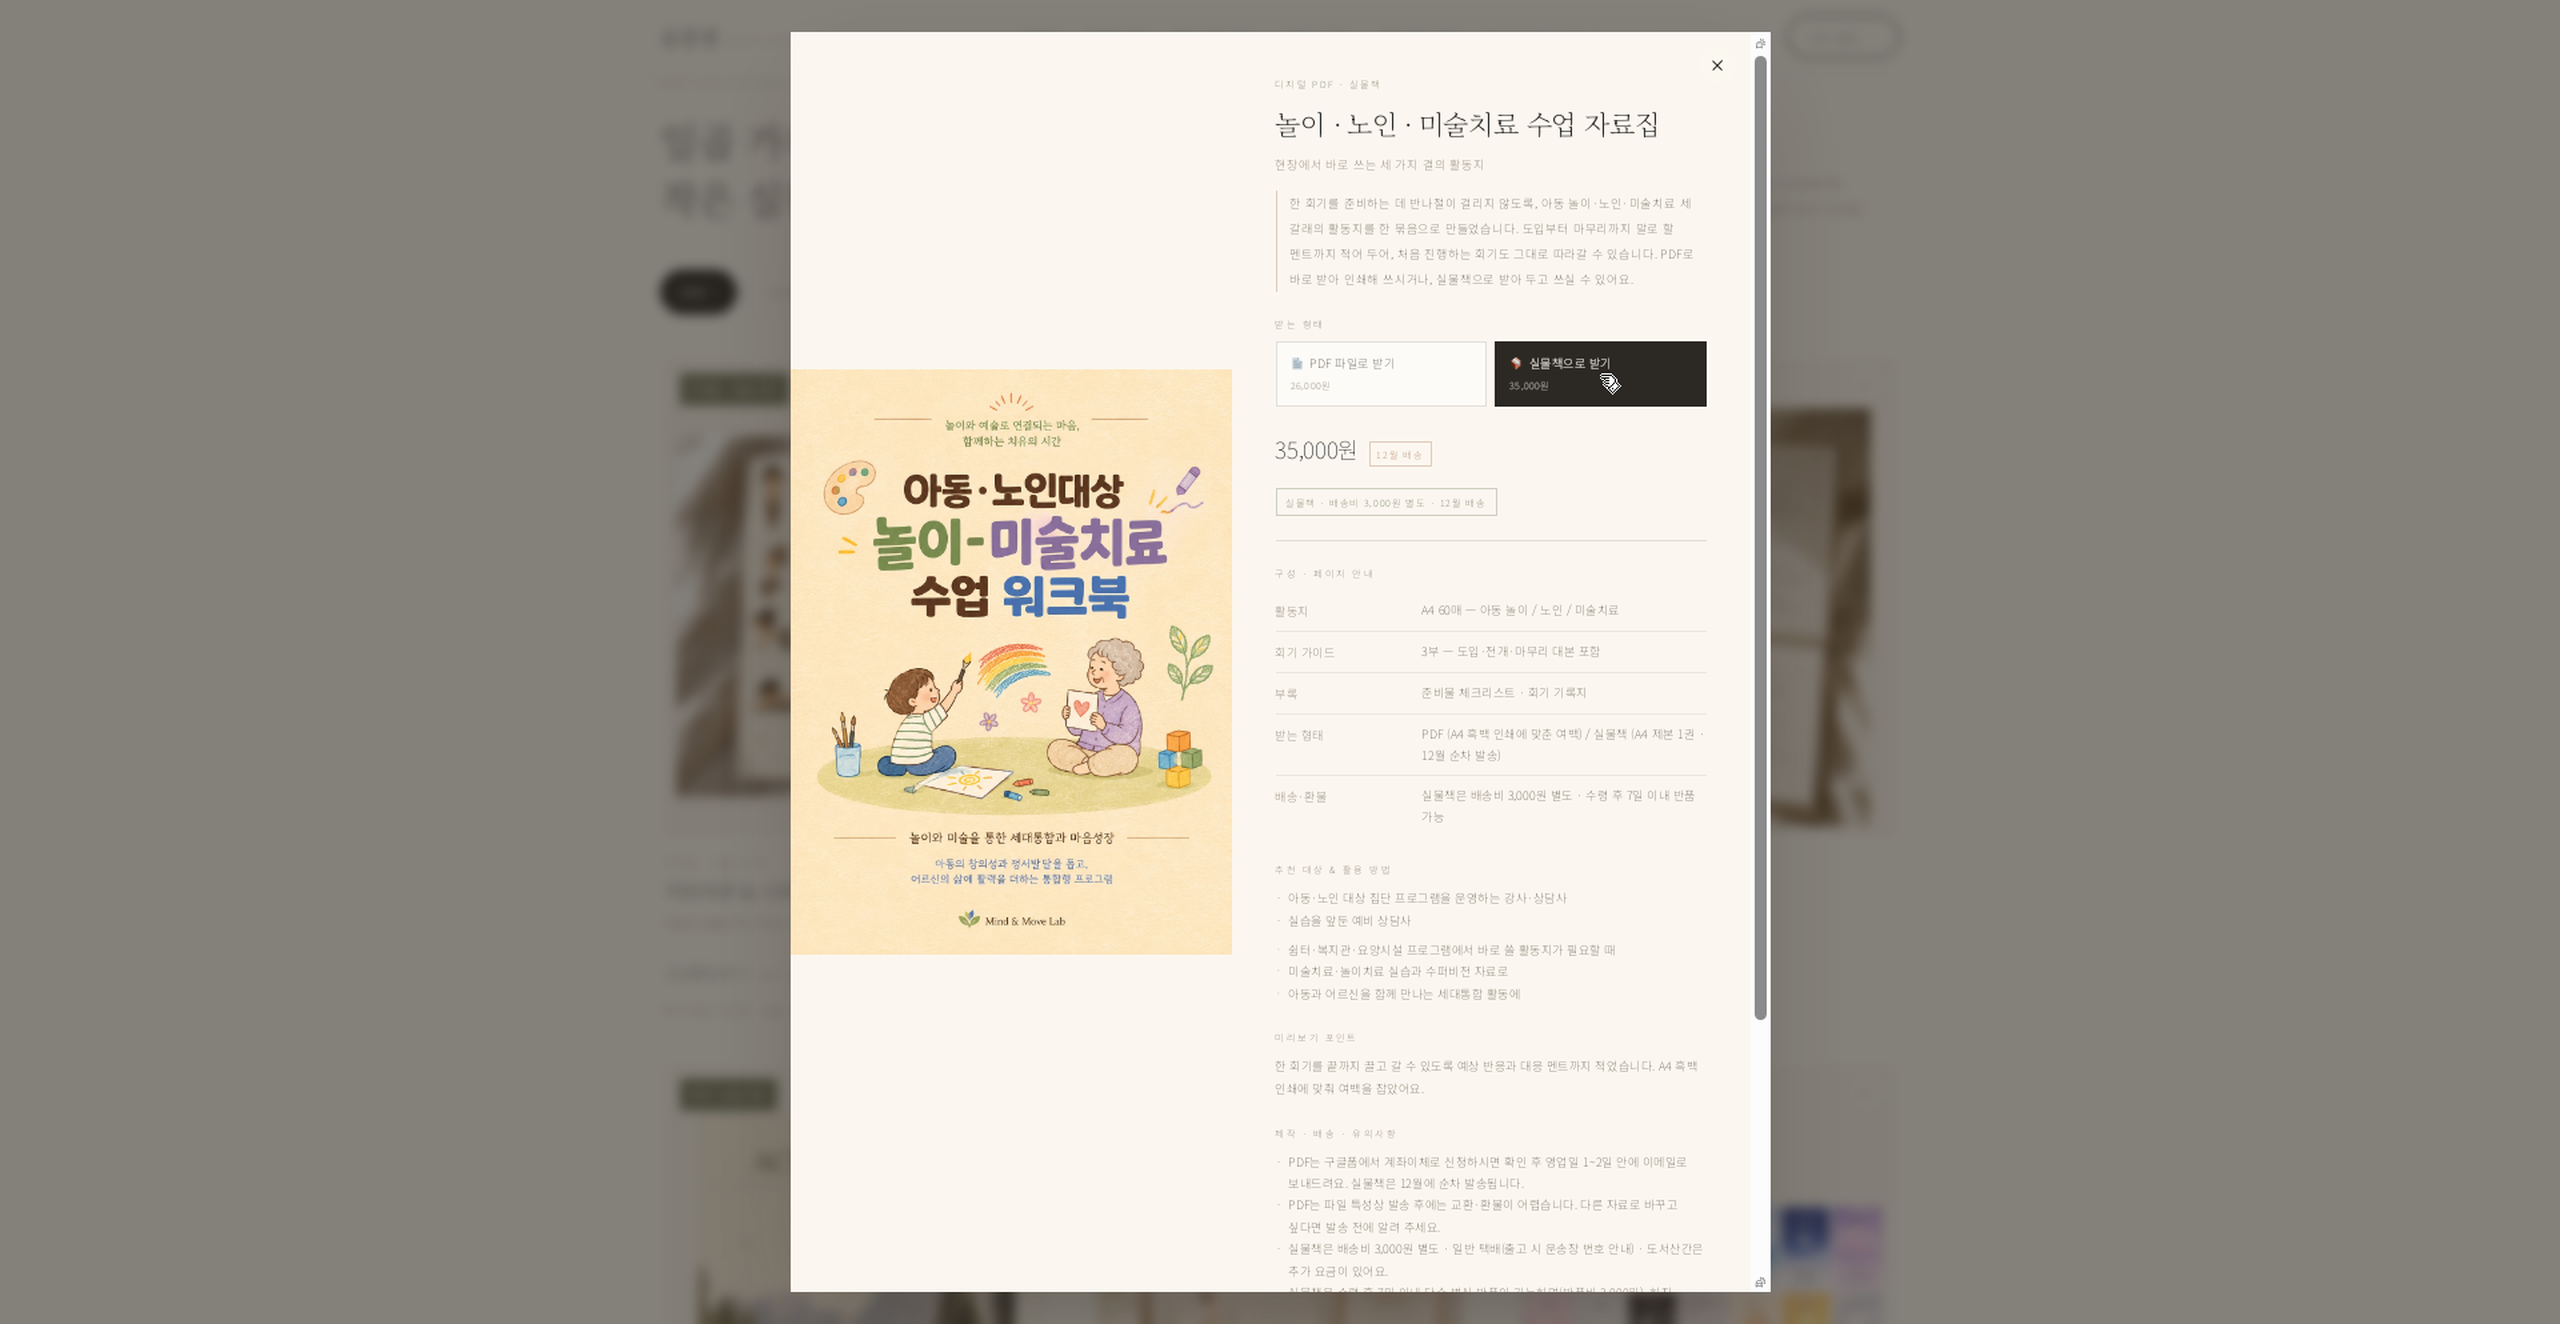 디지털 PDF · 실물책
놀이 · 노인 · 미술치료 수업 자료집
현장에서 바로 쓰는 세 가지 결의 활동지
한 회기를 준비하는 데 반나절이 걸리지 않도록, 아동 놀이·노인·미술치료 세
갈래의 활동지를 한 묶음으로 만들었습니다. 도입부터 마무리까지 말로 할
멘트까지 적어 두어, 처음 진행하는 회기도 그대로 따라갈 수 있습니다. PDF로
바로 받아 인쇄해 쓰시거나, 실물책으로 받아 두고 쓰실 수 있어요.
받는 형태
PDF 파일로 받기
26,000원
실물책으로 받기
35,000원
35,000원
12월 배송
실물책 · 배송비 3,000원 별도 · 12월 배송
구성 · 페이지 안내
활동지
A4 60매 — 아동 놀이 / 노인 / 미술치료
회기 가이드
3부 — 도입·전개·마무리 대본 포함
부록
준비물 체크리스트 · 회기 기록지
받는 형태
PDF (A4 흑백 인쇄에 맞춘 여백) / 실물책 (A4 제본 1권 ·
12월 순차 발송)
배송·환불
실물책은 배송비 3,000원 별도 · 수령 후 7일 이내 반품
가능
추천 대상 & 활용 방법
- 아동·노인 대상 집단 프로그램을 운영하는 강사·상담사
- 실습을 앞둔 예비 상담사
· 쉼터·복지관·요양시설 프로그램에서 바로 쓸 활동지가 필요할 때
· 미술치료·놀이치료 실습과 수퍼비전 자료로
· 아동과 어르신을 함께 만나는 세대통합 활동에
미리보기 포인트
한 회기를 끝까지 끌고 갈 수 있도록 예상 반응과 대응 멘트까지 적었습니다. A4 흑백
인쇄에 맞춰 여백을 잡았어요.
제작 · 배송 · 유의사항
- PDF는 구글폼에서 계좌이체로 신청하시면 확인 후 영업일 1~2일 안에 이메일로
보내드려요. 실물책은 12월에 순차 발송됩니다.
- PDF는 파일 특성상 발송 후에는 교환·환불이 어렵습니다. 다른 자료로 바꾸고
싶다면 발송 전에 알려 주세요.
- 실물책은 배송비 3,000원 별도 · 일반 택배(출고 시 운송장 번호 안내) · 도서산간은
추가 요금이 있어요.
놀이와 예술로 연결되는 마음,
함께하는 치유의 시간
아동·노인대상
놀이-미술치료
수업 워크북
놀이와 미술을 통한 세대통합과 마음성장
아동의 창의성과 정서발달을 돕고,
어르신의 삶에 활력을 더하는 통합형 프로그램
Mind & Move Lab